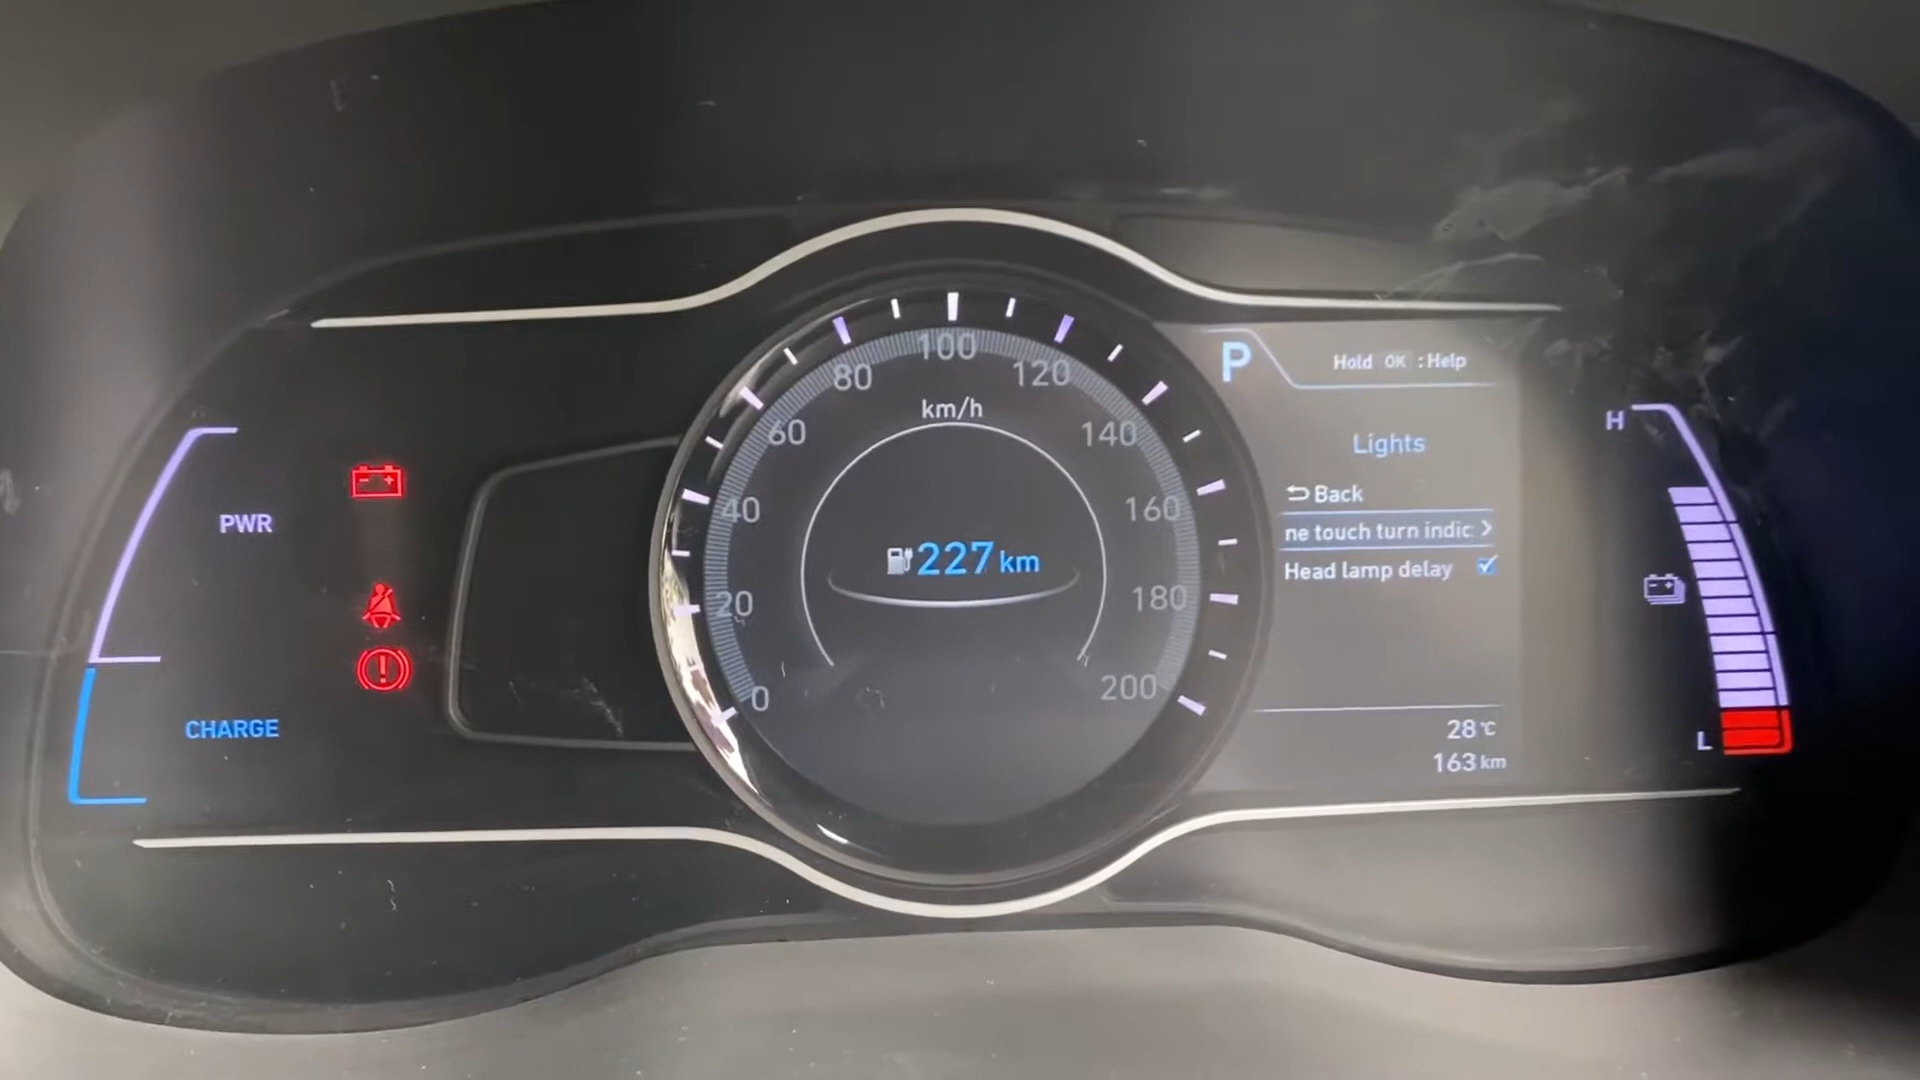 P
Hold OK : Help
Lights
Back
ne touch turn indic
Head lamp delay
28℃
163 km
PWR
CHARGE
km/h
0
20
40
60
80
100
120
140
160
180
200
227 km
H
L